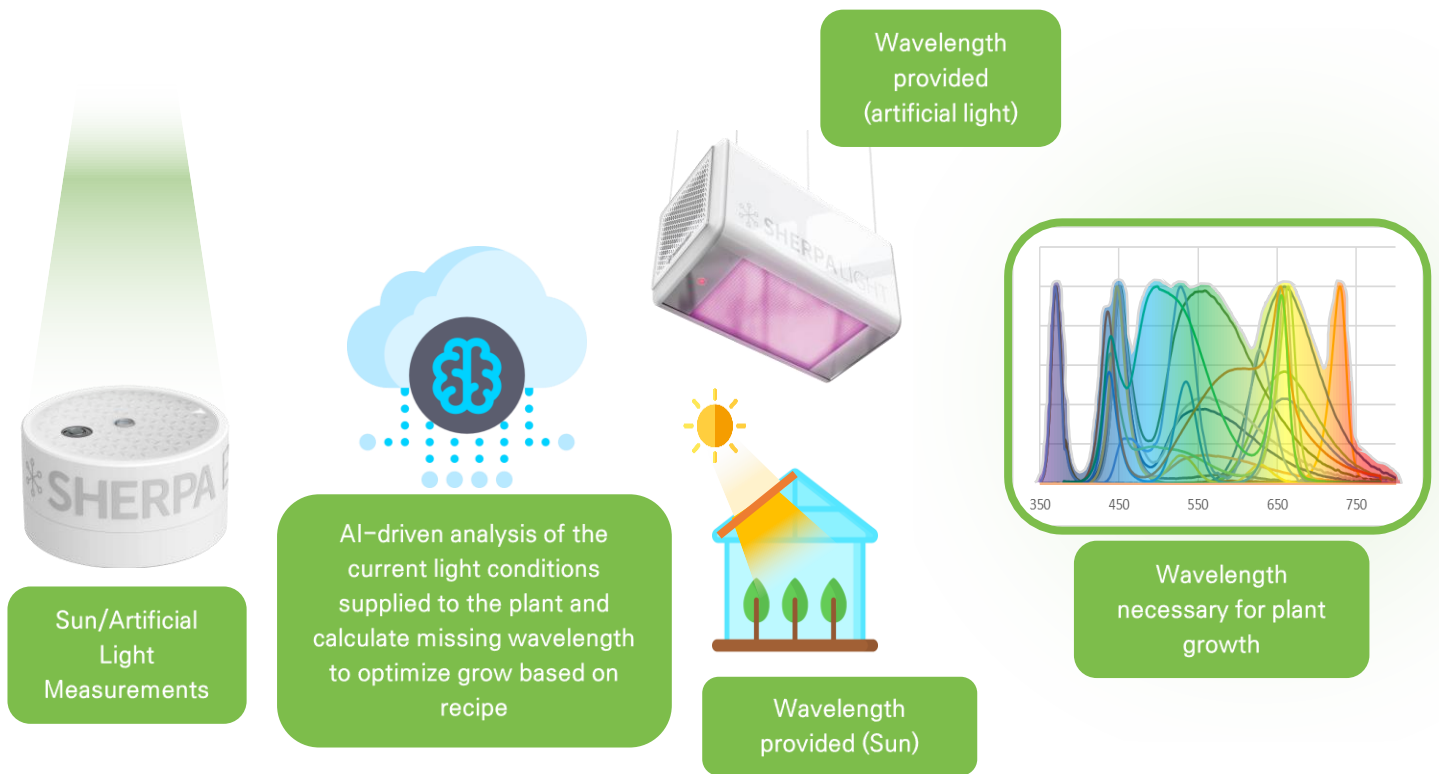 Wavelength
provided
(artificial light)
SHERPA LIGHT
SHERPA
Sun/Artificial
Light
Measurements
AI-driven analysis of the
current light conditions
supplied to the plant and
calculate missing wavelength
to optimize grow based on
recipe
Wavelength
provided (Sun)
350 450 550 650 750
Wavelength
necessary for plant
growth